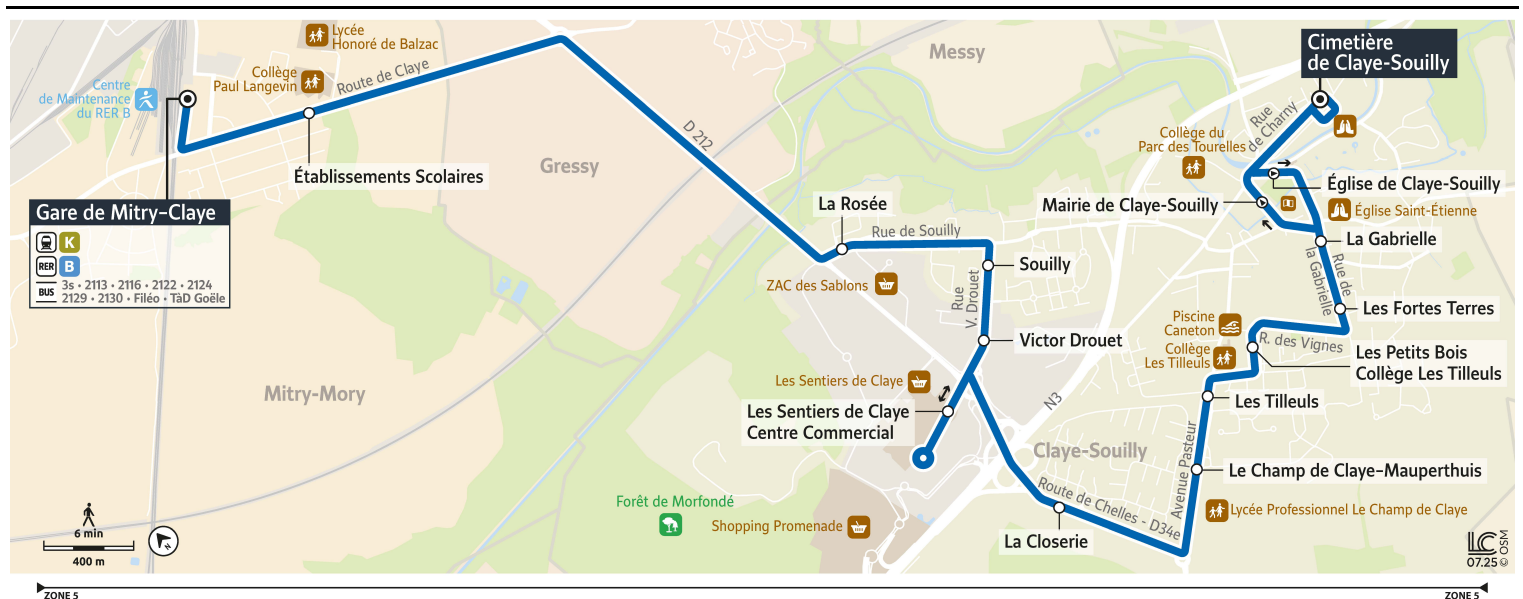 Lycée
Honoré de Balzac
Collège
Paul Langevin
Route de Claye
Centre
de Maintenance
du RER B
Établissements Scolaires
Gare de Mitry–Claye
K
RER
B
BUS
3s • 2113 • 2116 • 2122 • 2124
2129 • 2130 • Filéo • TàD Goële
Messy
Gressy
Mitry-Mory
Claye-Souilly
D 212
Cimetière
de Claye-Souilly
Rue
de Charny
Collège du
Parc des Tourelles
Église de Claye-Souilly
Mairie de Claye-Souilly
Église Saint-Étienne
La Rosée
Rue de Souilly
La Gabrielle
Souilly
ZAC des Sablons
Rue
V. Drouet
Rue de
la Gabrielle
Les Fortes Terres
Piscine
Caneton
R. des Vignes
Victor Drouet
Collège
Les Tilleuls
Les Petits Bois
Collège Les Tilleuls
Les Sentiers de Claye
Les Sentiers de Claye
Centre Commercial
N3
Les Tilleuls
Avenue Pasteur
Le Champ de Claye–Mauperthuis
Forêt de Morfondé
Shopping Promenade
Route de Chelles - D34e
Lycée Professionnel Le Champ de Claye
La Closerie
6 min
400 m
N
LC
07.25
© OSM
ZONE 5
ZONE 5